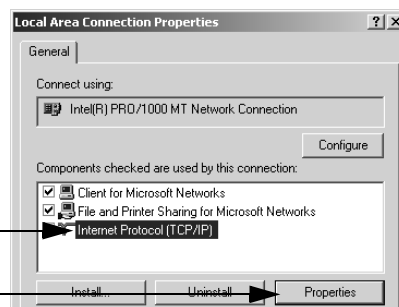 Local Area Connection Properties
General
Connect using:
Intel(R) PRO/1000 MT Network Connection
Configure
Components checked are used by this connection:
Client for Microsoft Networks
File and Printer Sharing for Microsoft Networks
Internet Protocol (TCP/IP)
Install... Uninstall Properties